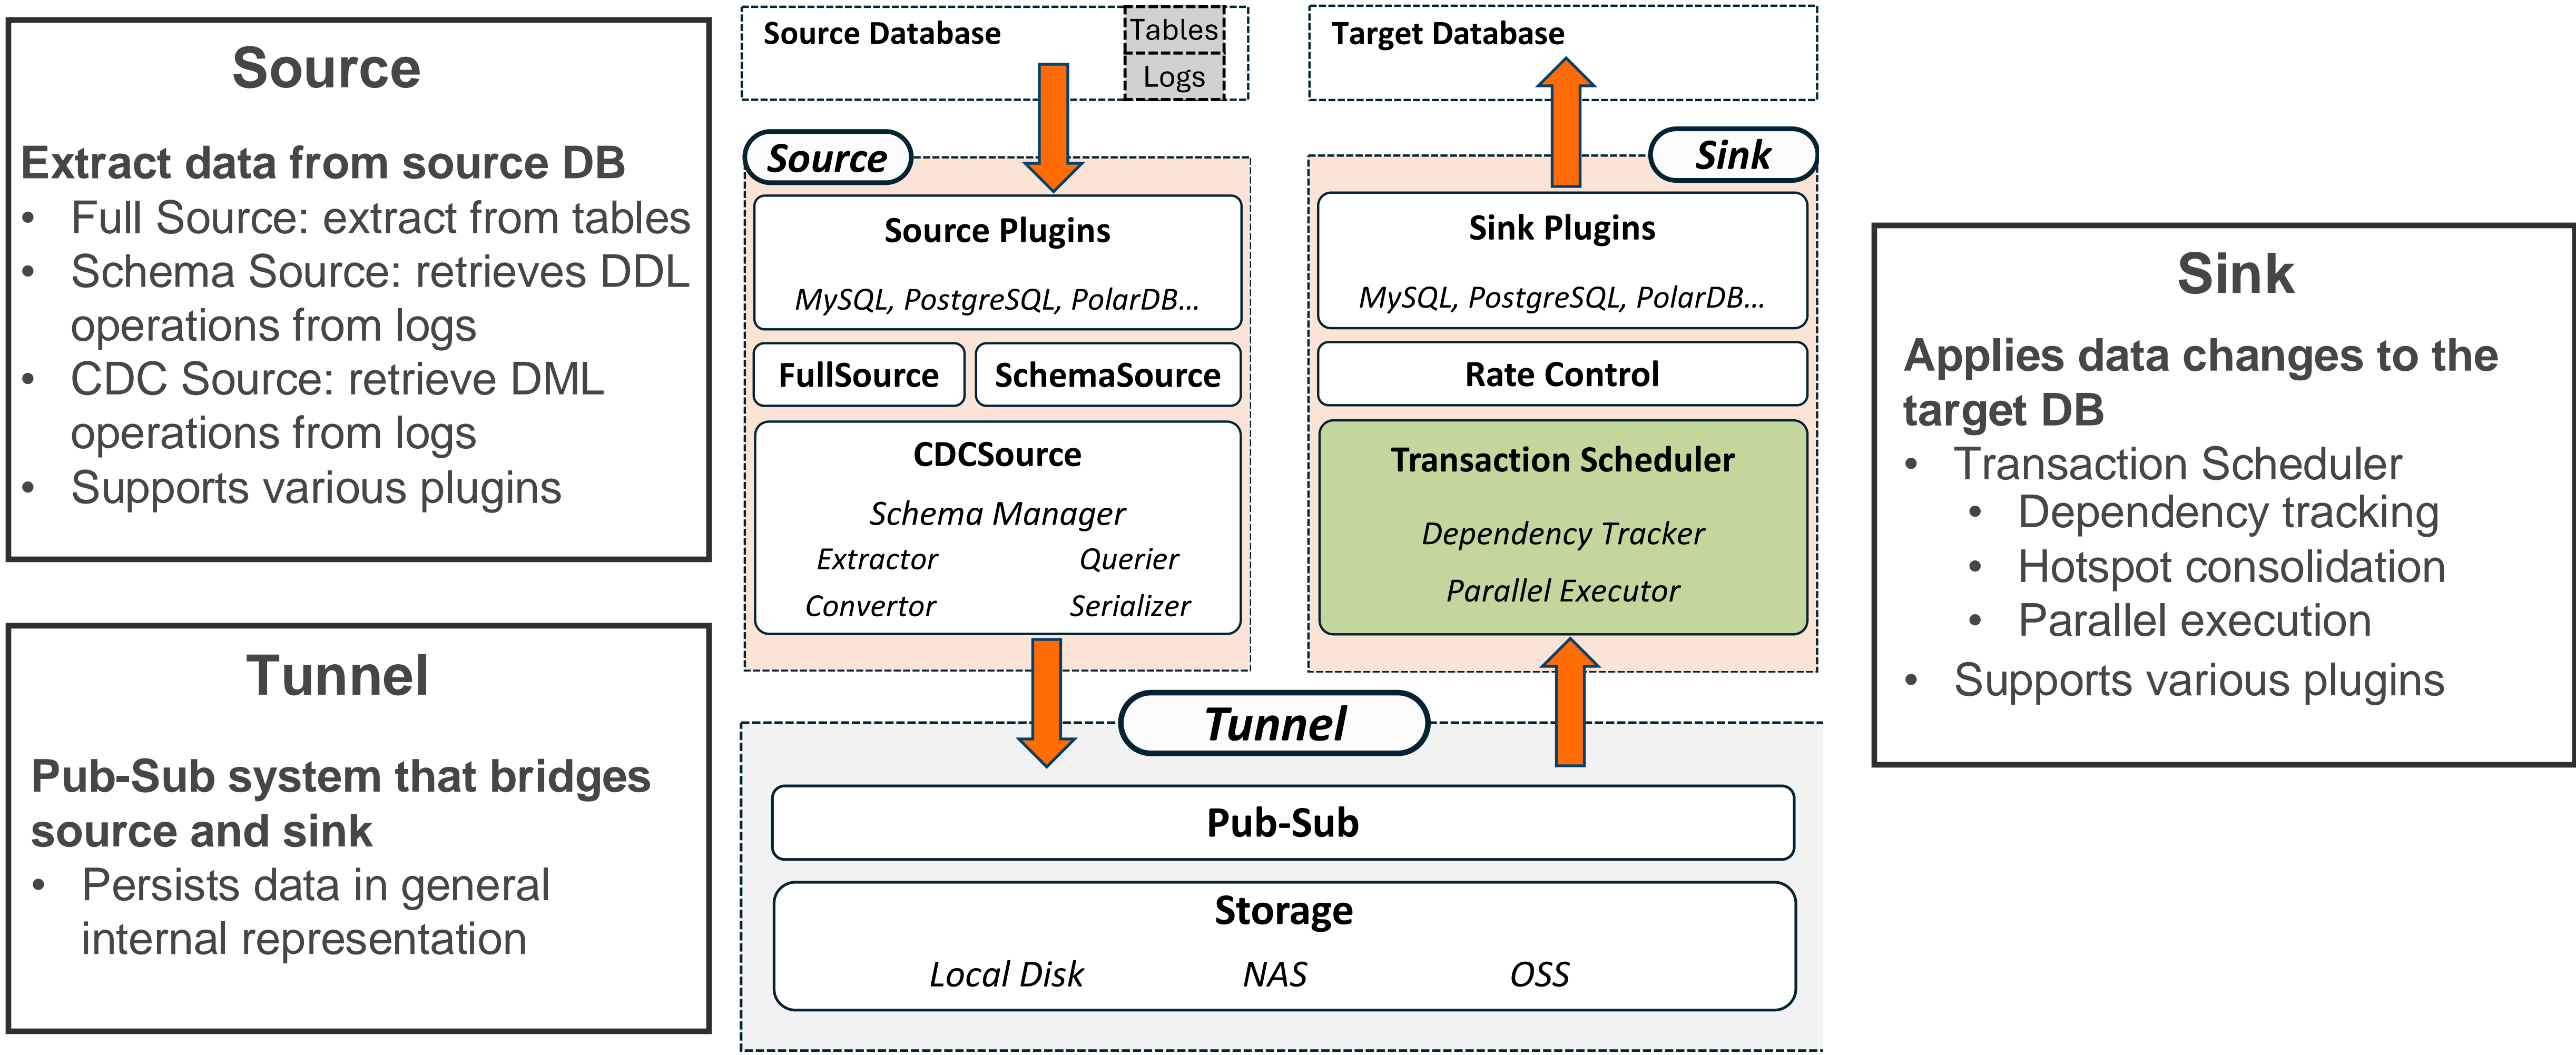 Source
Extract data from source DB
• Full Source: extract from tables
• Schema Source: retrieves DDL
operations from logs
• CDC Source: retrieve DML
operations from logs
• Supports various plugins
Tunnel
Pub-Sub system that bridges
source and sink
• Persists data in general
internal representation
Source Database
Tables
Logs
Source
Source Plugins
MySQL, PostgreSQL, PolarDB...
FullSource
SchemaSource
CDCSource
Schema Manager
Extractor Querier
Convertor Serializer
Target Database
Sink
Sink Plugins
MySQL, PostgreSQL, PolarDB...
Rate Control
Transaction Scheduler
Dependency Tracker
Parallel Executor
Tunnel
Pub-Sub
Storage
Local Disk NAS OSS
Sink
Applies data changes to the
target DB
• Transaction Scheduler
• Dependency tracking
• Hotspot consolidation
• Parallel execution
• Supports various plugins